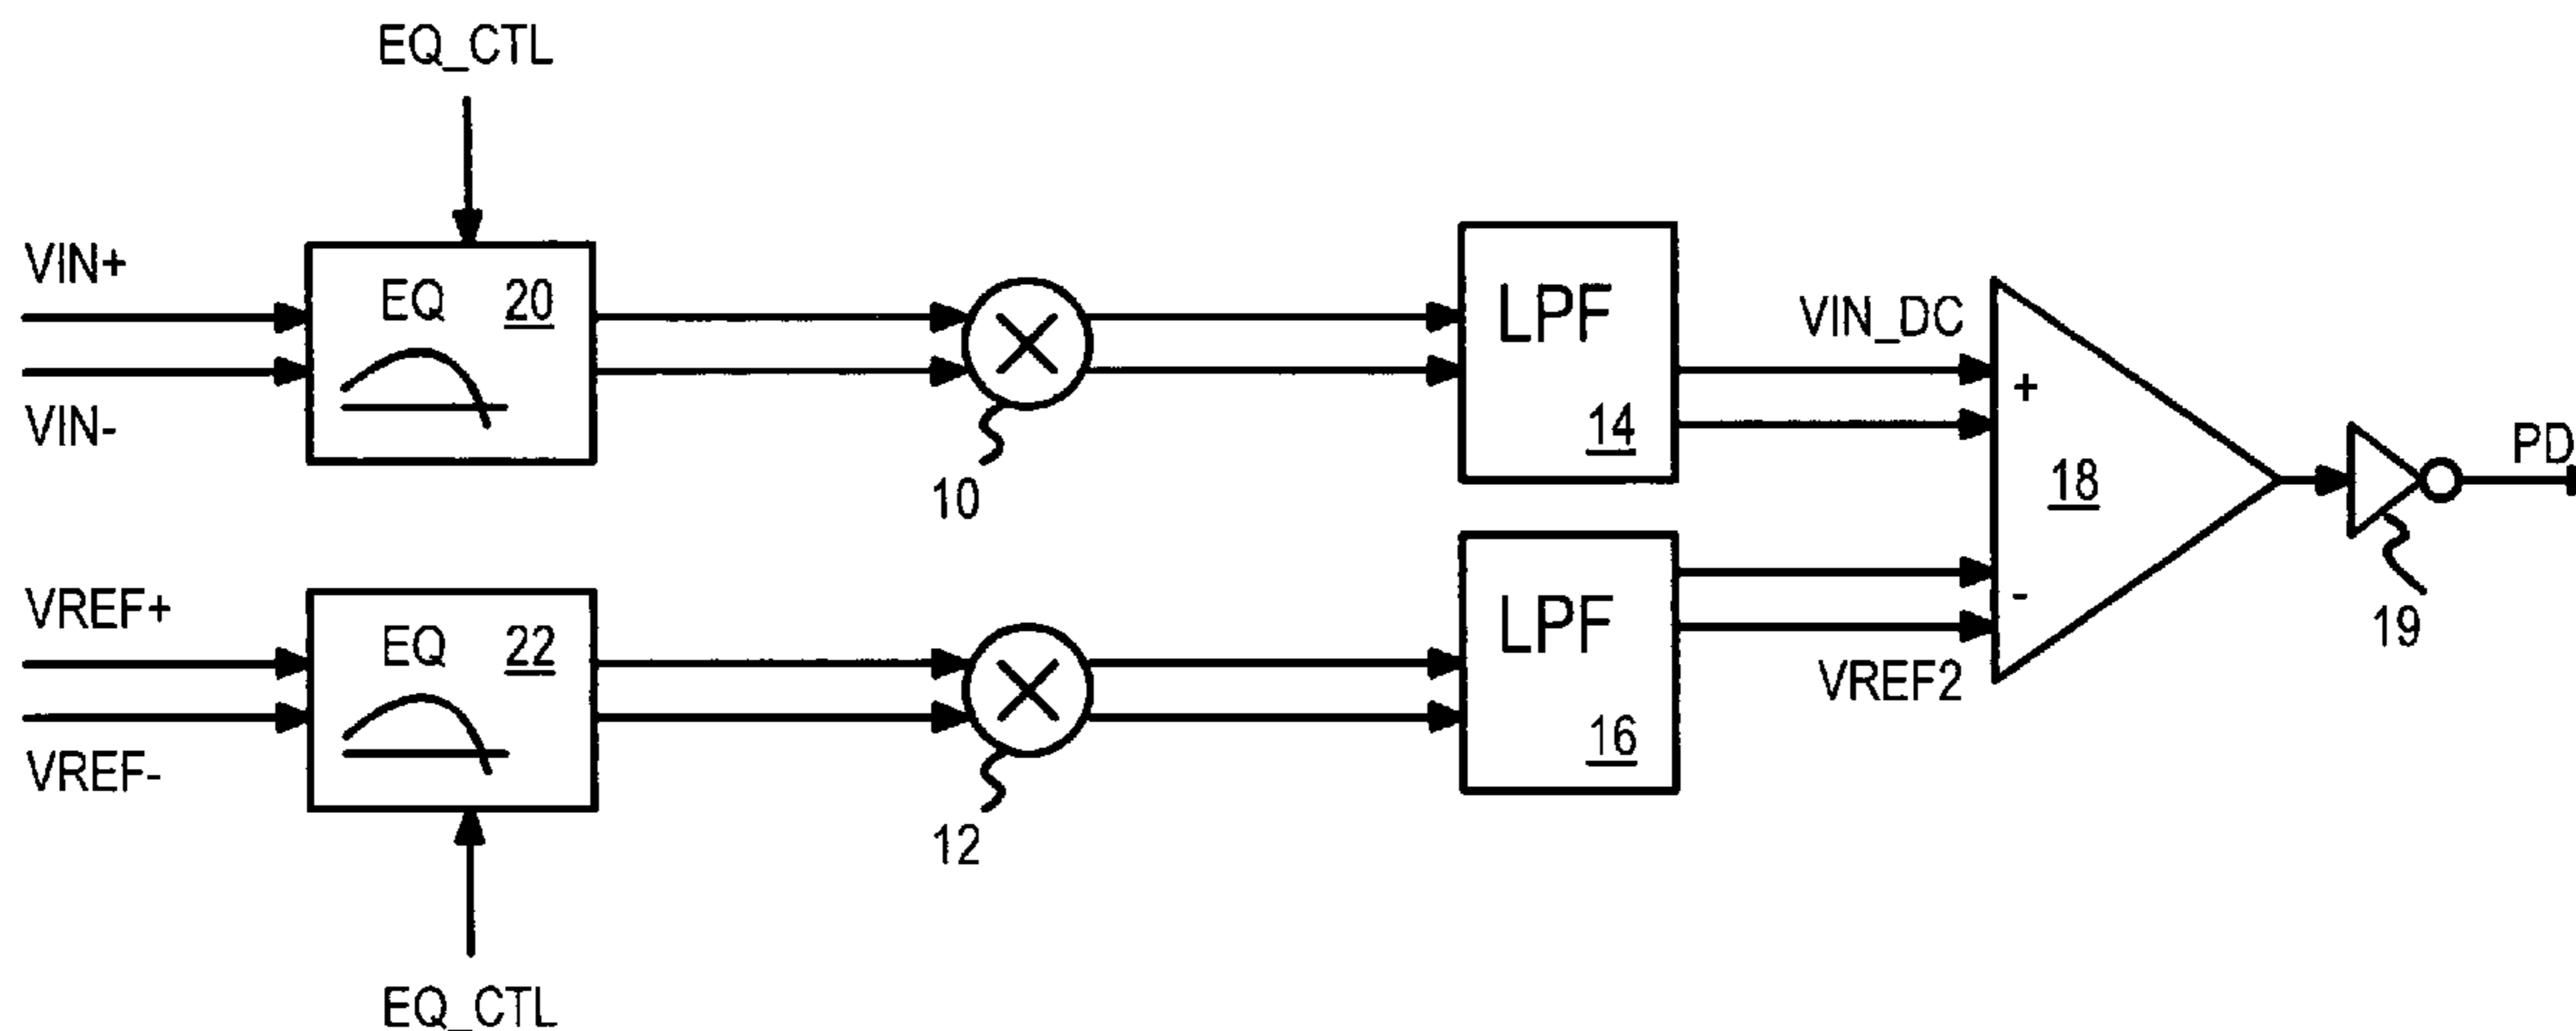 EQ_CTL
VIN+
VIN-
EQ 20
10
LPF
14
VIN_DC
+
-
18
PD
19
VREF+
VREF-
EQ 22
12
LPF
16
VREF2
EQ_CTL